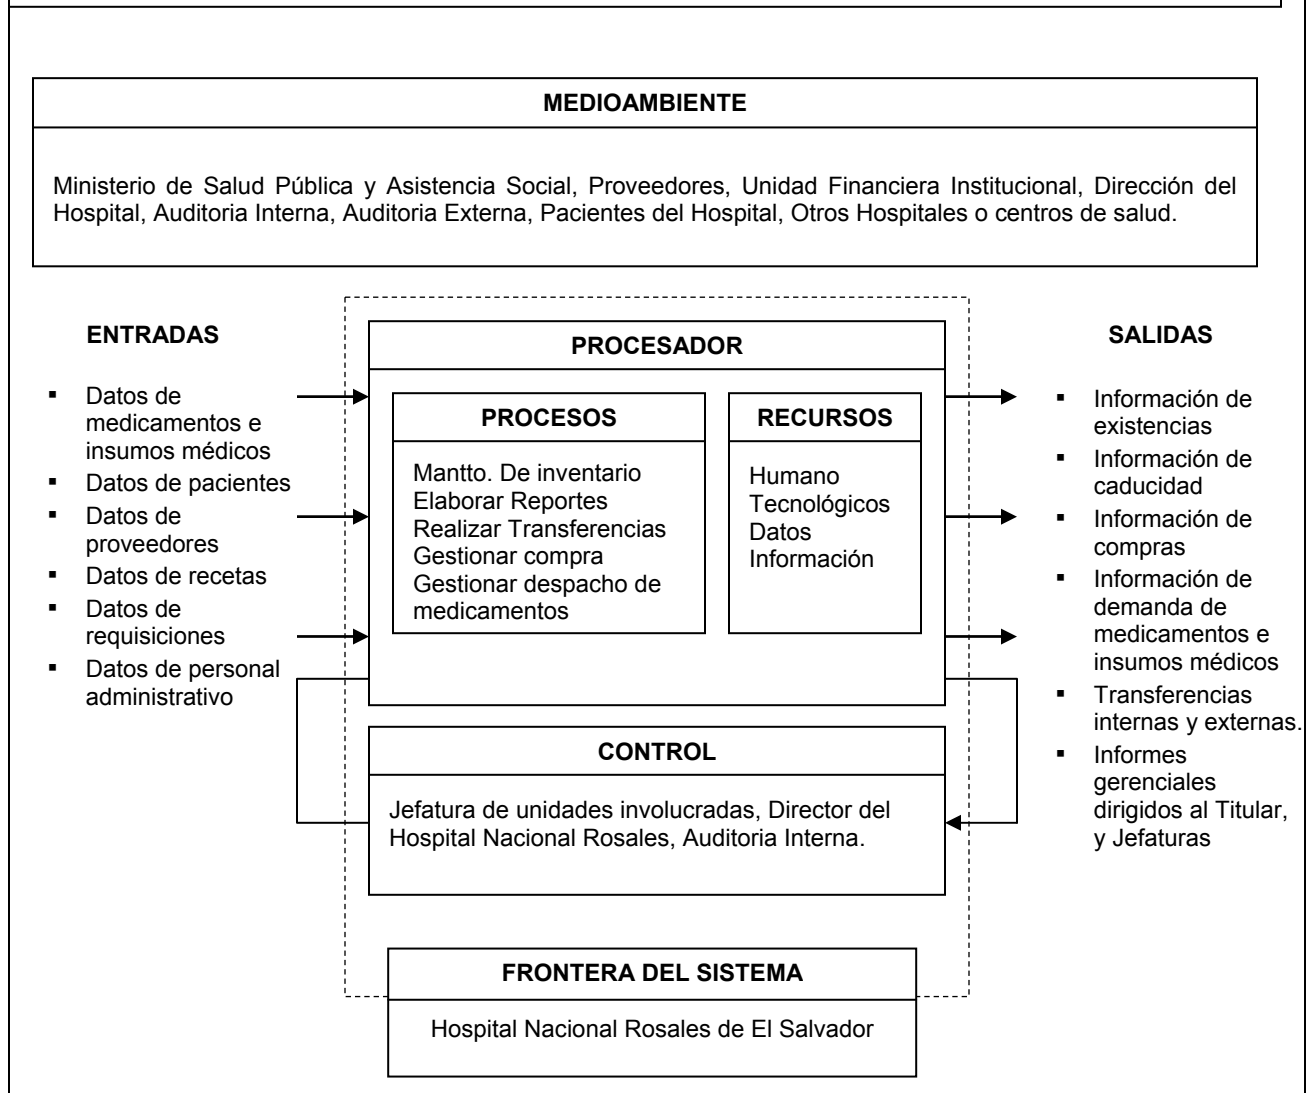 MEDIOAMBIENTE
Ministerio de Salud Pública y Asistencia Social, Proveedores, Unidad Financiera Institucional, Dirección del
Hospital, Auditoria Interna, Auditoria Externa, Pacientes del Hospital, Otros Hospitales o centros de salud.
ENTRADAS
▪ Datos de
medicamentos e
insumos médicos
▪ Datos de pacientes
▪ Datos de
proveedores
▪ Datos de recetas
▪ Datos de
requisiciones
▪ Datos de personal
administrativo
PROCESADOR
PROCESOS
Mantto. De inventario
Elaborar Reportes
Realizar Transferencias
Gestionar compra
Gestionar despacho de
medicamentos
RECURSOS
Humano
Tecnológicos
Datos
Información
SALIDAS
▪ Información de
existencias
▪ Información de
caducidad
▪ Información de
compras
▪ Información de
demanda de
medicamentos e
insumos médicos
▪ Transferencias
internas y externas.
▪ Informes
gerenciales
dirigidos al Titular,
y Jefaturas
CONTROL
Jefatura de unidades involucradas, Director del
Hospital Nacional Rosales, Auditoria Interna.
FRONTERA DEL SISTEMA
Hospital Nacional Rosales de El Salvador